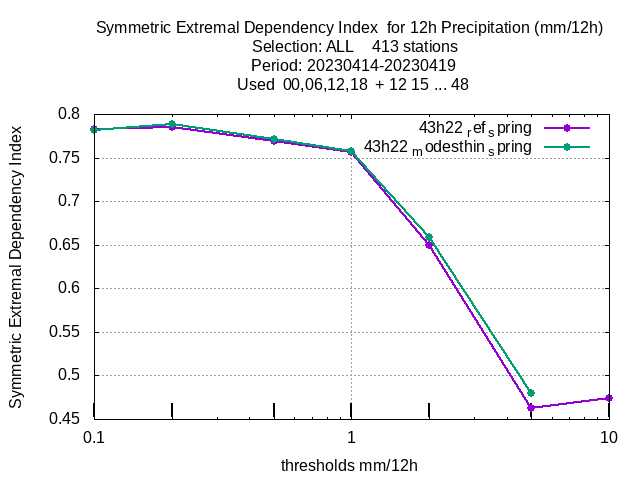 Symmetric Extremal Dependency Index  for 12h Precipitation (mm/12h)
Selection: ALL    413 stations
Period: 20230414-20230419
Used  00,06,12,18  + 12 15 ... 48
43h22 ref spring
43h22 modesthin spring
Symmetric Extremal Dependency Index
0.8
0.75
0.7
0.65
0.6
0.55
0.5
0.45
0.1 1 10
thresholds mm/12h